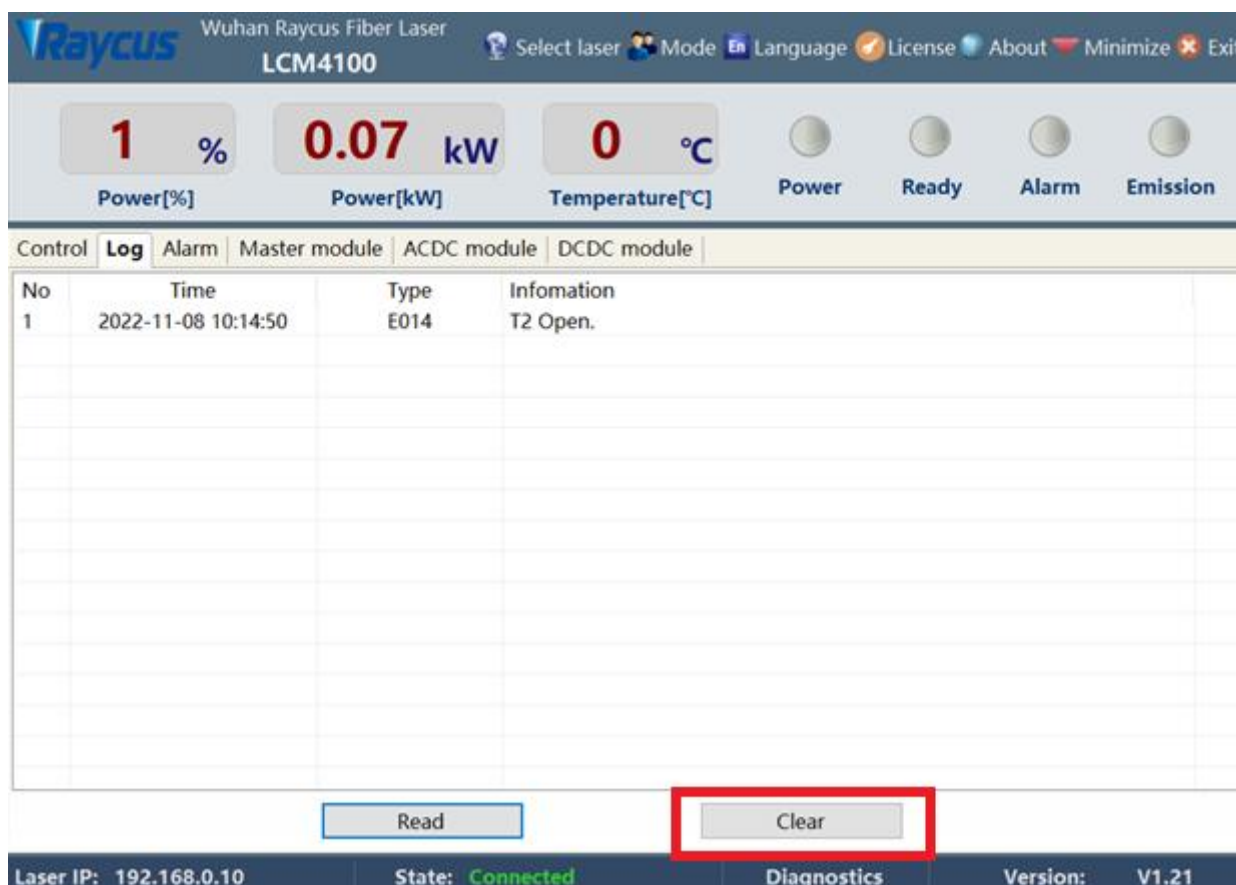 Raycus Wuhan Raycus Fiber Laser
LCM4100
Select laser Mode En Language License About Minimize Exit
1 % 0.07 kW 0 °C
Power[%] Power[kW] Temperature[°C] Power Ready Alarm Emission
Control Log Alarm Master module ACDC module DCDC module
No Time Type Infomation
1 2022-11-08 10:14:50 E014 T2 Open.
Read Clear
Laser IP: 192.168.0.10 State: Connected Diagnostics Version: V1.21